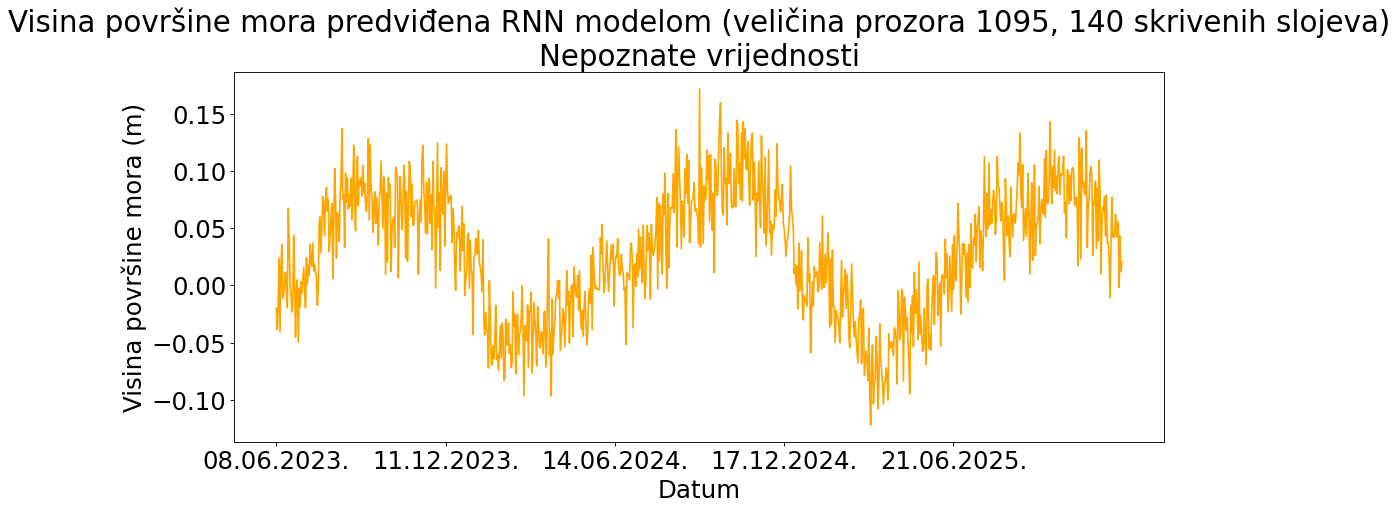 Visina površine mora predviđena RNN modelom (veličina prozora 1095, 140 skrivenih slojeva)
Nepoznate vrijednosti
Visina površine mora (m)
0.15
0.10
0.05
0.00
−0.05
−0.10
08.06.2023. 11.12.2023. 14.06.2024. 17.12.2024. 21.06.2025.
Datum